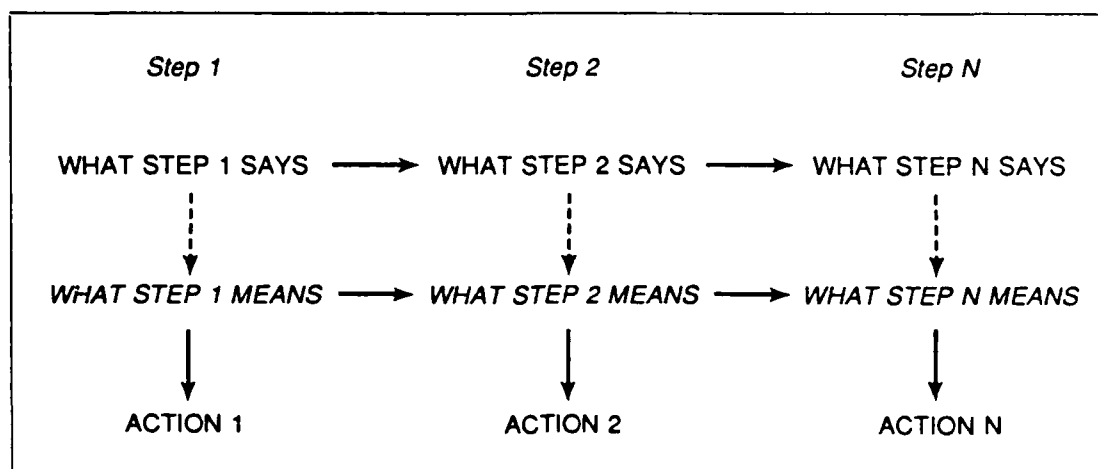 Step 1 Step 2 Step N
WHAT STEP 1 SAYS WHAT STEP 2 SAYS WHAT STEP N SAYS
WHAT STEP 1 MEANS WHAT STEP 2 MEANS WHAT STEP N MEANS
ACTION 1 ACTION 2 ACTION N